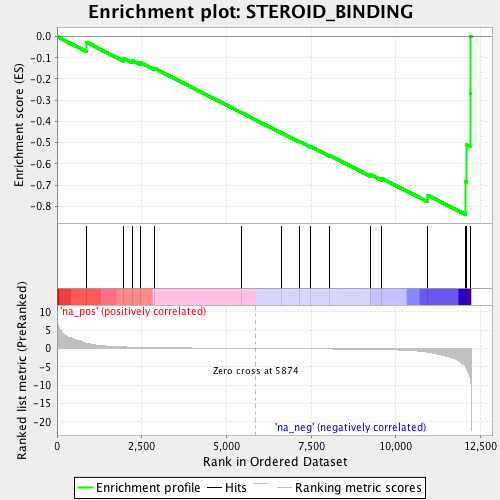 Enrichment plot: STEROID_BINDING
Enrichment score (ES)
0.0
-0.1
-0.2
-0.3
-0.4
-0.5
-0.6
-0.7
-0.8
'na_pos' (positively correlated)
Ranked list metric (PreRanked)
10
5
0
-5
-10
-15
-20
Zero cross at 5874
'na_neg' (negatively correlated)
0
2,500
5,000
7,500
10,000
12,500
Rank in Ordered Dataset
Enrichment profile
Hits
Ranking metric scores